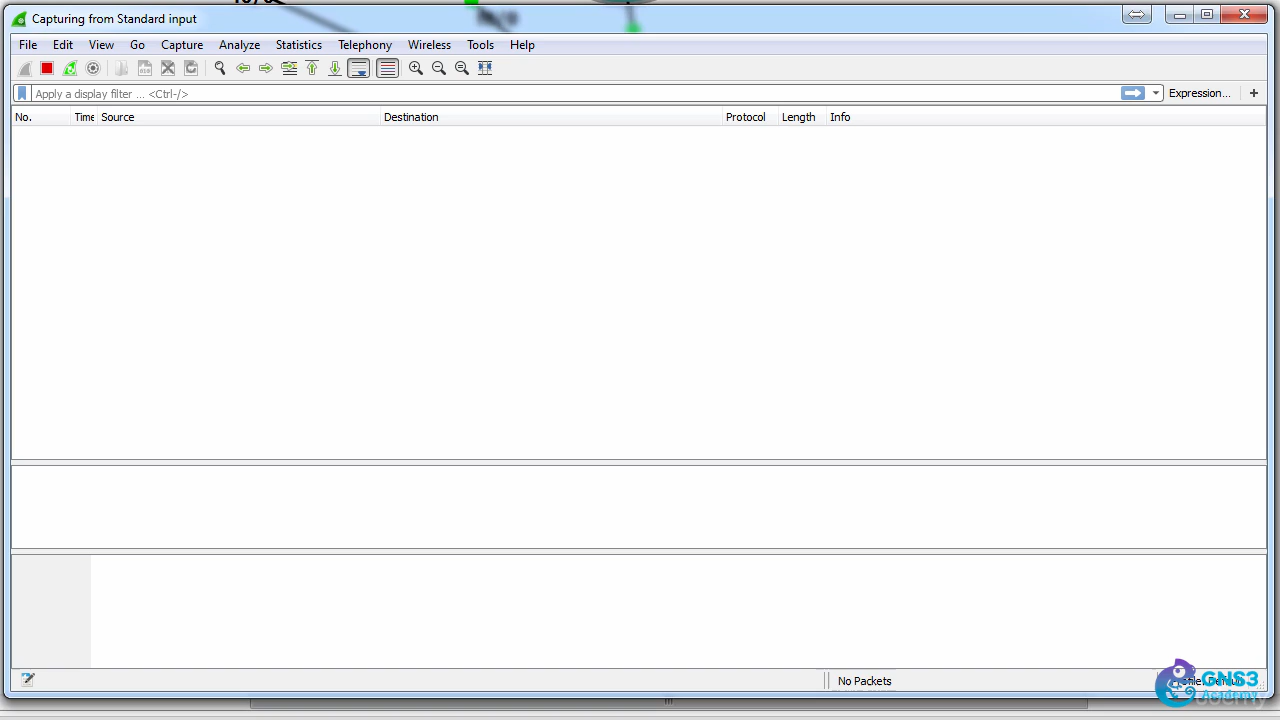 Capturing from Standard input
File Edit View Go Capture Analyze Statistics Telephony Wireless Tools Help
Apply a display filter ... <Ctrl-/>
Expression... +
No. Time Source Destination Protocol Length Info
No Packets
GNS3
Academy